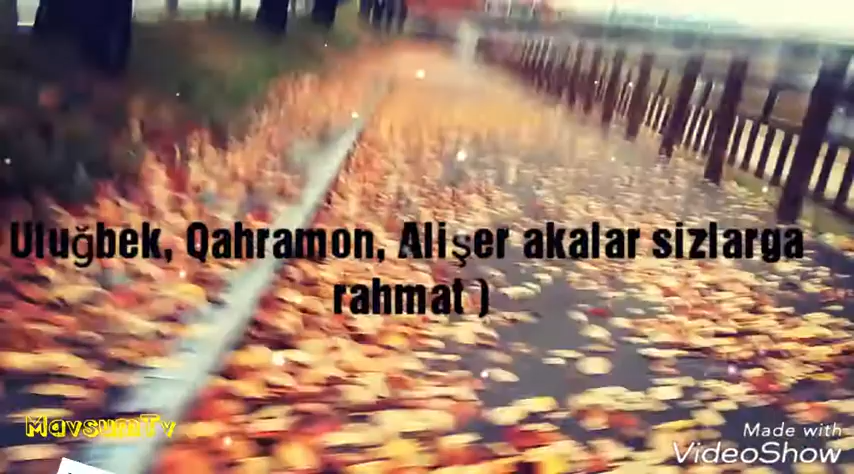 Uluğbek, Qahramon, Alişer akalar sizlarga
rahmat )
MavsumTv
Made with
VideoShow